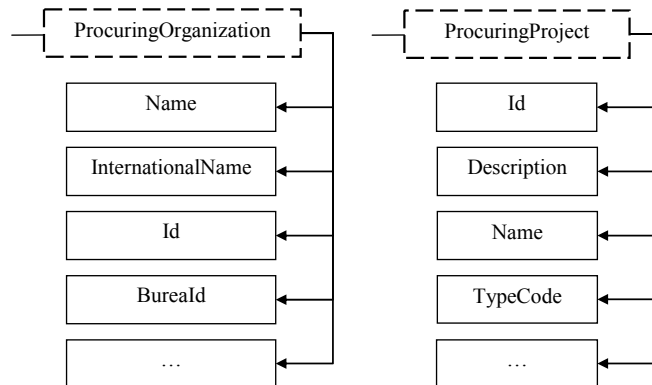 ProcuringOrganization
Name
InternationalName
Id
BureaId
…
ProcuringProject
Id
Description
Name
TypeCode
…